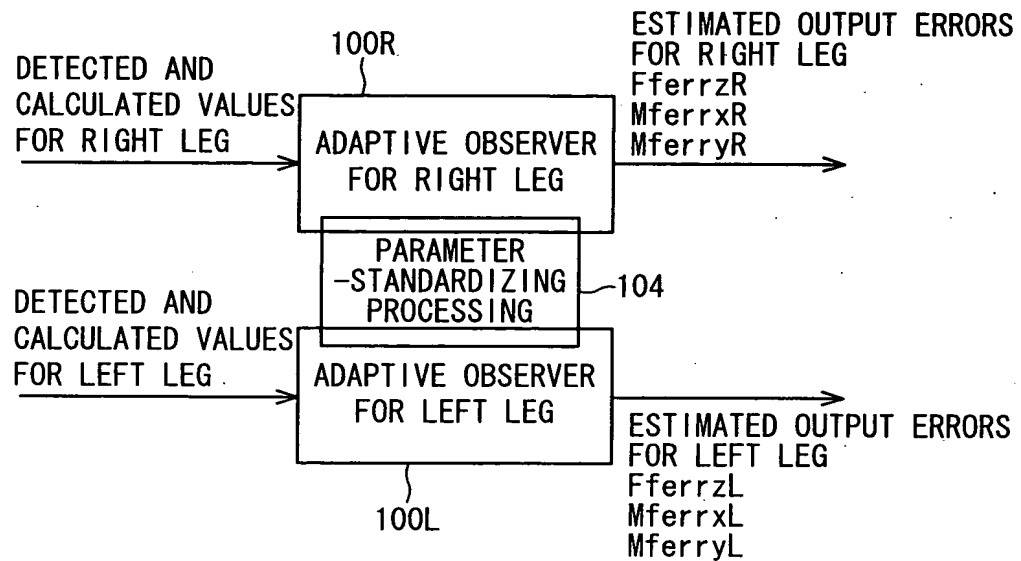 100R
DETECTED AND
CALCULATED VALUES
FOR RIGHT LEG
ADAPTIVE OBSERVER
FOR RIGHT LEG
ESTIMATED OUTPUT ERRORS
FOR RIGHT LEG
FferrzR
MferrxR
MferryR
PARAMETER
-STANDARDIZING
PROCESSING
104
DETECTED AND
CALCULATED VALUES
FOR LEFT LEG
ADAPTIVE OBSERVER
FOR LEFT LEG
100L
ESTIMATED OUTPUT ERRORS
FOR LEFT LEG
FferrzL
MferrxL
MferryL